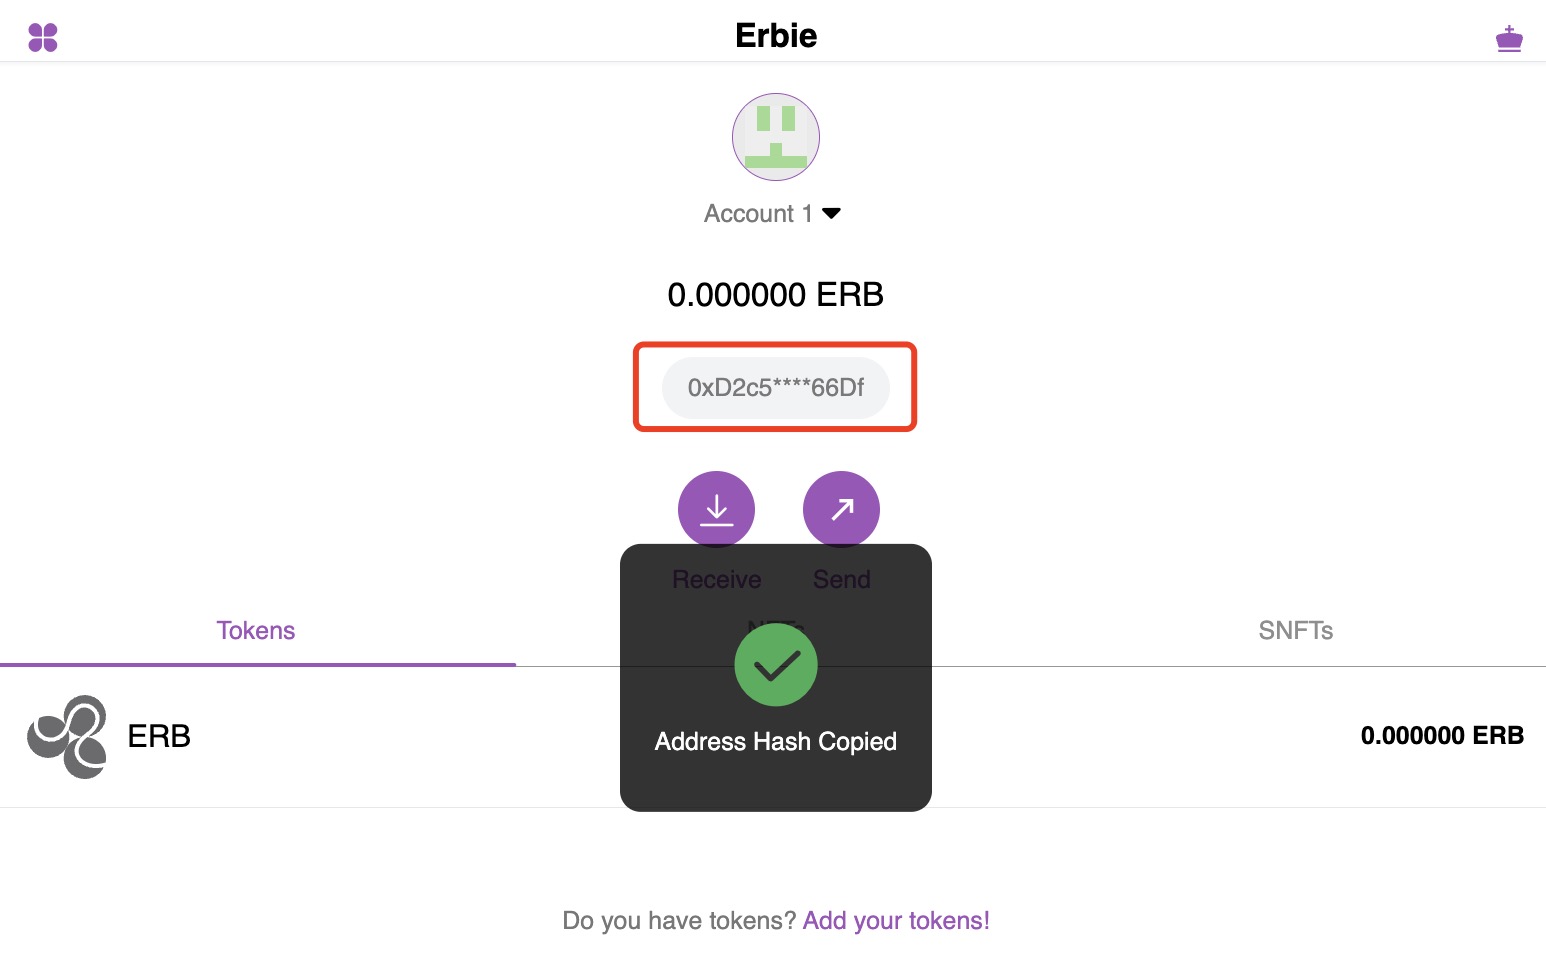 Erbie
Account 1
0.000000 ERB
0xD2c5****66Df
Receive Send
Tokens NFTs SNFTs
Address Hash Copied
ERB 0.000000 ERB
Do you have tokens? Add your tokens!